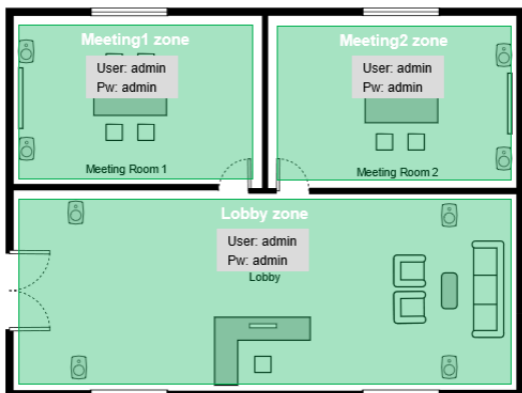 Meeting1 zone
User: admin
Pw: admin
Meeting Room 1
Meeting2 zone
User: admin
Pw: admin
Meeting Room 2
Lobby zone
User: admin
Pw: admin
Lobby